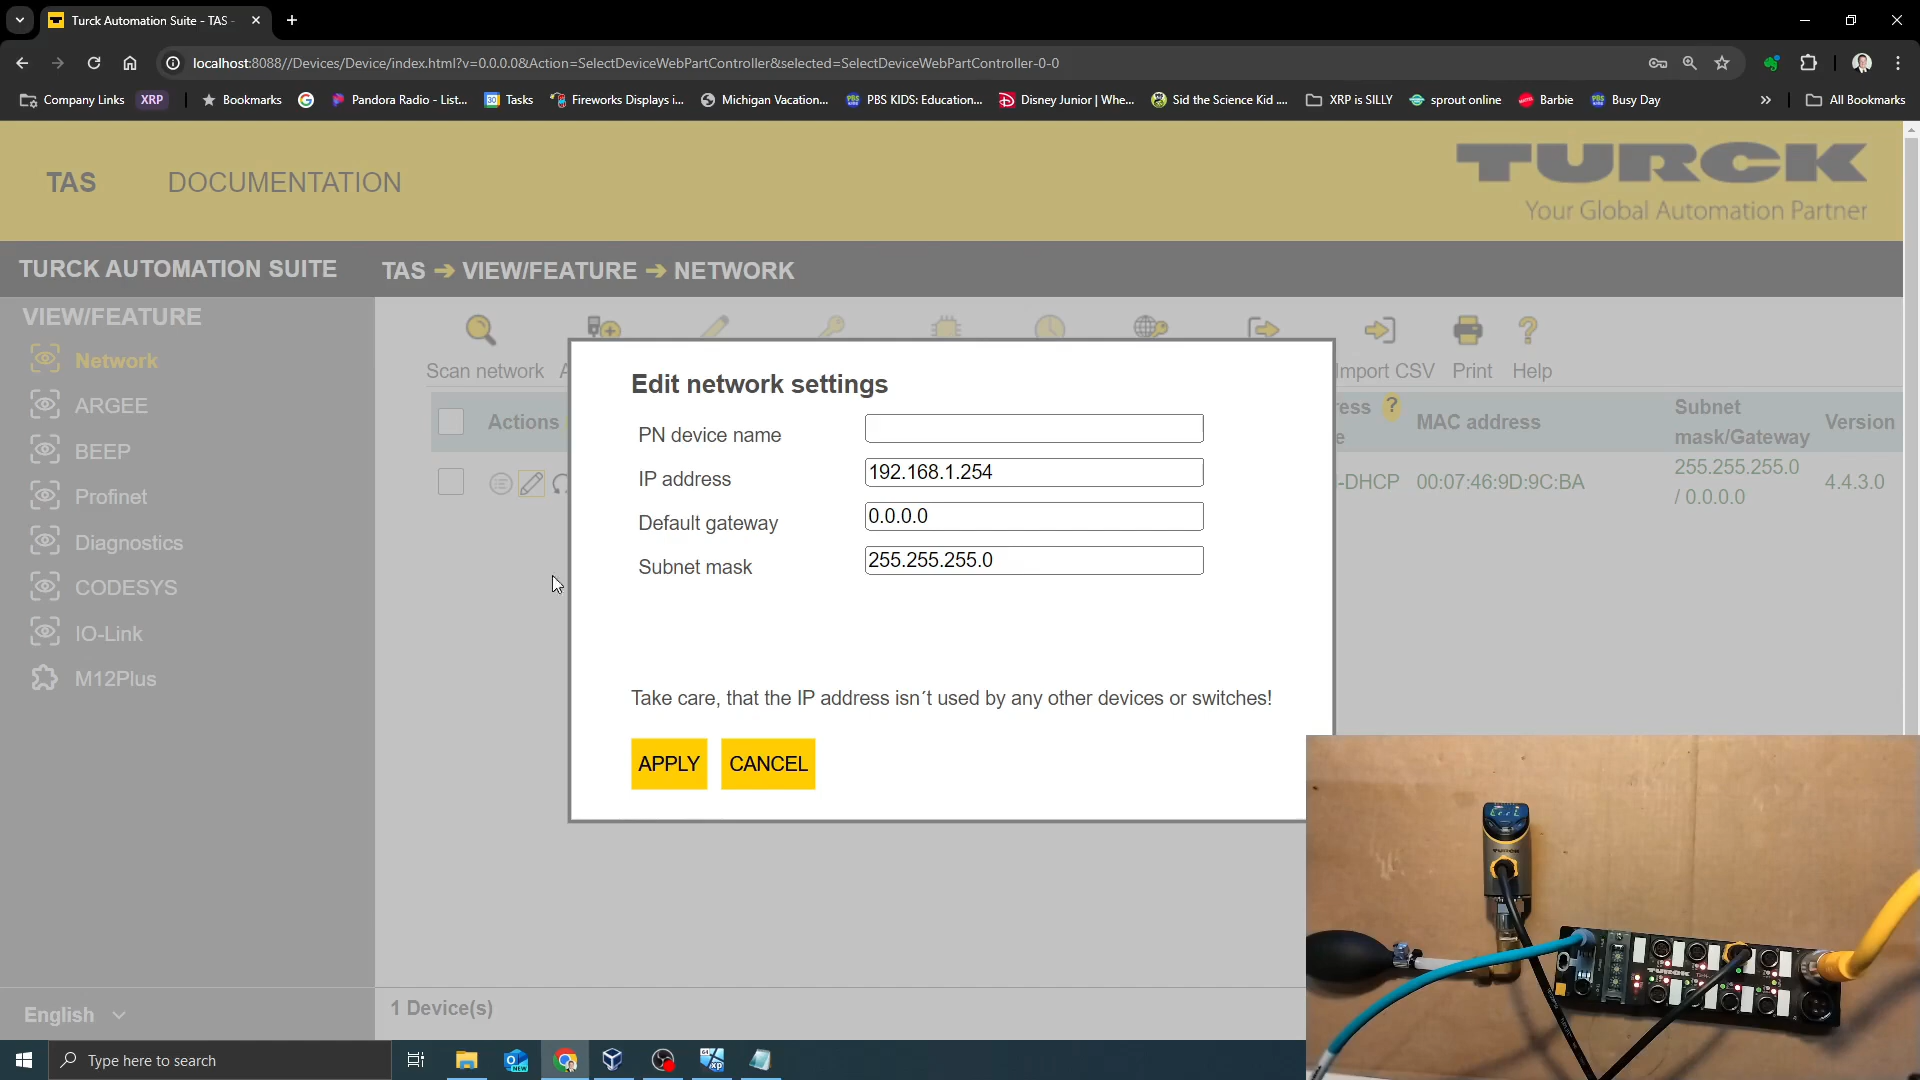 Turck Automation Suite - TAS -
localhost:8088//Devices/Device/index.html?v=0.0.0.0&Action=SelectDeviceWebPartController&selected=SelectDeviceWebPartController-0-0
Company Links
XRP
Bookmarks
Pandora Radio - List...
Tasks
Fireworks Displays i...
Michigan Vacation...
PBS KIDS: Education...
Disney Junior | Whe...
Sid the Science Kid ....
XRP is SILLY
sprout online
Barbie
Busy Day
»
All Bookmarks
TAS
DOCUMENTATION
TURCK
Your Global Automation Partner
TURCK AUTOMATION SUITE
TAS ➔ VIEW/FEATURE ➔ NETWORK
VIEW/FEATURE
Network
ARGEE
BEEP
Profinet
Diagnostics
CODESYS
IO-Link
M12Plus
English
Scan network
Import CSV
Print
Help
Actions
ress ?
MAC address
Subnet
mask/Gateway
Version
-DHCP
00:07:46:9D:9C:BA
255.255.255.0
/ 0.0.0.0
4.4.3.0
Edit network settings
PN device name
IP address
192.168.1.254
Default gateway
0.0.0.0
Subnet mask
255.255.255.0
Take care, that the IP address isn´t used by any other devices or switches!
APPLY
CANCEL
1 Device(s)
TURCK
TURCK
Type here to search